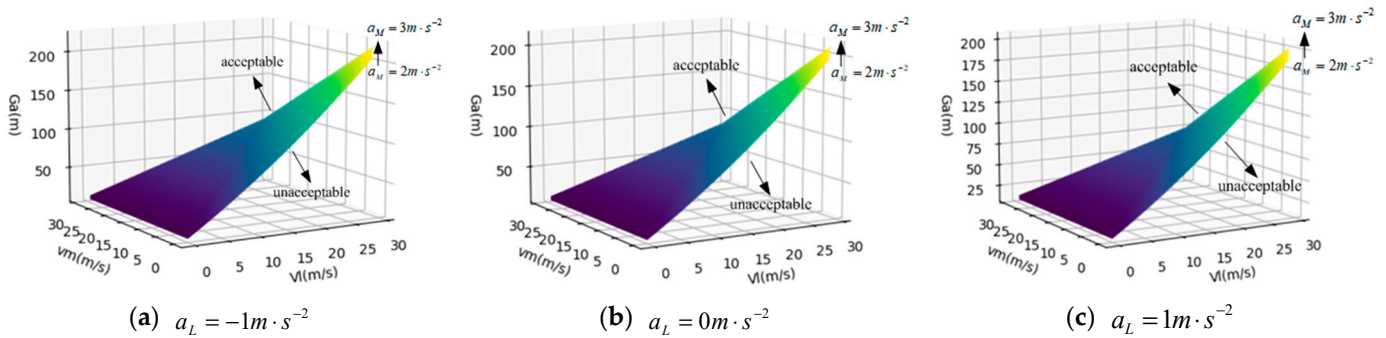 a_M = 3m·s⁻²
a_M = 2m·s⁻²
acceptable
unacceptable
200
150
100
50
Ga(m)
30
25
20
15
10
5
0
vm(m/s)
0
5
10
15
20
25
30
Vl(m/s)
(a) a_L = −1m·s⁻²
a_M = 3m·s⁻²
a_M = 2m·s⁻²
acceptable
unacceptable
200
150
100
50
Ga(m)
30
25
20
15
10
5
0
vm(m/s)
0
5
10
15
20
25
30
Vl(m/s)
(b) a_L = 0m·s⁻²
a_M = 3m·s⁻²
a_M = 2m·s⁻²
acceptable
unacceptable
200
175
150
125
100
75
50
25
Ga(m)
30
25
20
15
10
5
0
vm(m/s)
0
5
10
15
20
25
30
Vl(m/s)
(c) a_L = 1m·s⁻²